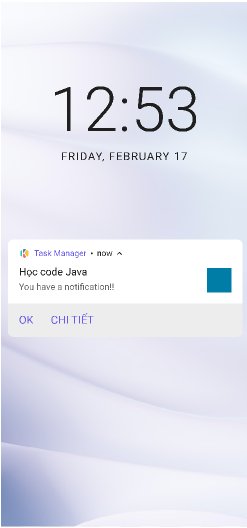 12:53
FRIDAY, FEBRUARY 17
Task Manager • now
Học code Java
You have a notification!!
OK CHI TIẾT